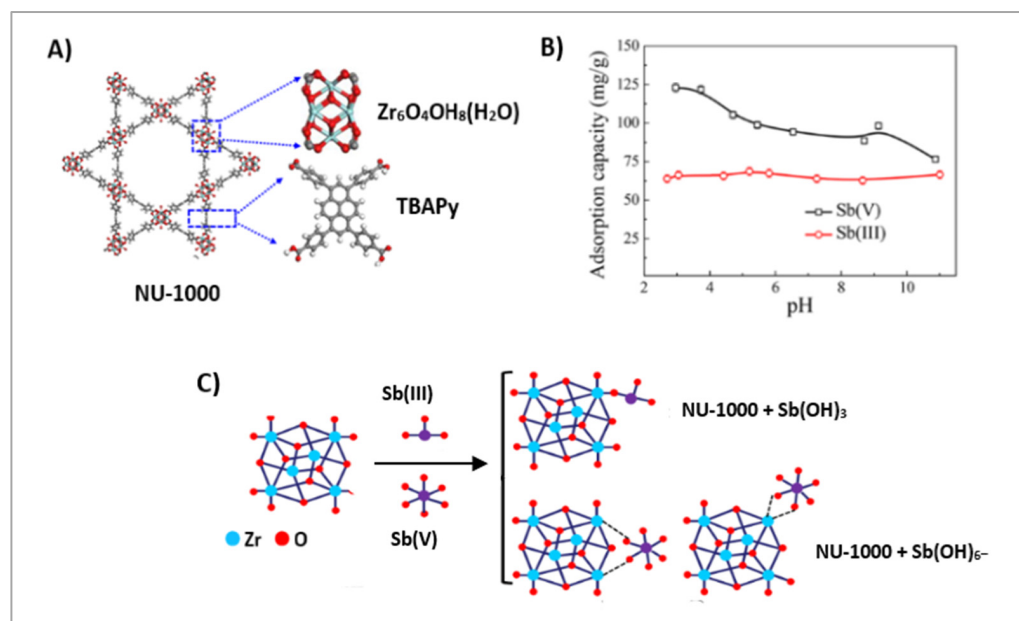 A)
Zr₆O₄OH₈(H₂O)
TBAPy
NU-1000
B)
Adsorption capacity (mg/g)
150
125
100
75
50
25
Sb(V)
Sb(III)
2 4 6 8 10
pH
C)
Sb(III)
Sb(V)
Zr O
NU-1000 + Sb(OH)₃
NU-1000 + Sb(OH)₆₋